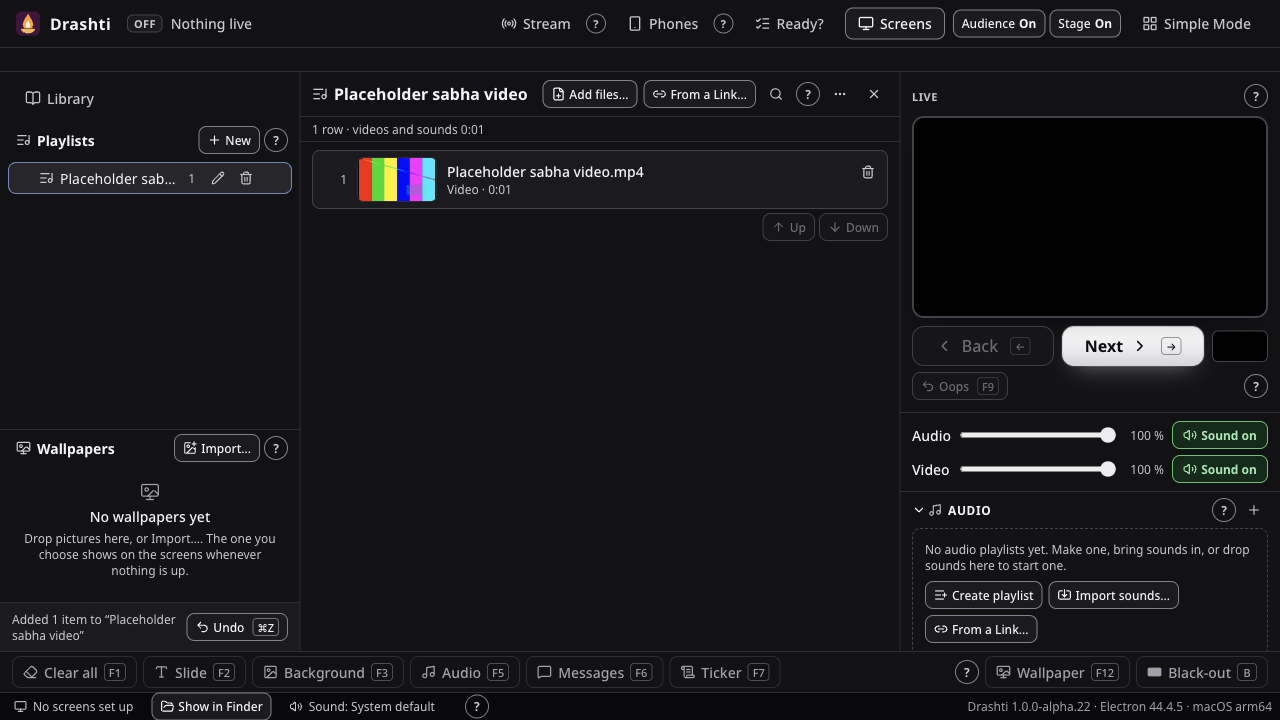 Drashti OFF Nothing live Stream ? Phones ? Ready? Screens Audience On Stage On Simple Mode
Library
Playlists New ?
Placeholder sab... 1
Placeholder sabha video Add files... From a Link... ? ...
1 row · videos and sounds 0:01
1 Placeholder sabha video.mp4
Video · 0:01
Up Down
LIVE ?
Back ← Next →
Oops F9 ?
Audio 100 % Sound on
Video 100 % Sound on
AUDIO ? +
No audio playlists yet. Make one, bring sounds in, or drop
sounds here to start one.
Create playlist Import sounds...
From a Link...
Wallpapers Import... ?
No wallpapers yet
Drop pictures here, or Import.... The one you
choose shows on the screens whenever
nothing is up.
Added 1 item to “Placeholder
sabha video” Undo ⌘Z
Clear all F1 Slide F2 Background F3 Audio F5 Messages F6 Ticker F7 ? Wallpaper F12 Black-out B
No screens set up Show in Finder Sound: System default ? Drashti 1.0.0-alpha.22 · Electron 44.4.5 · macOS arm64